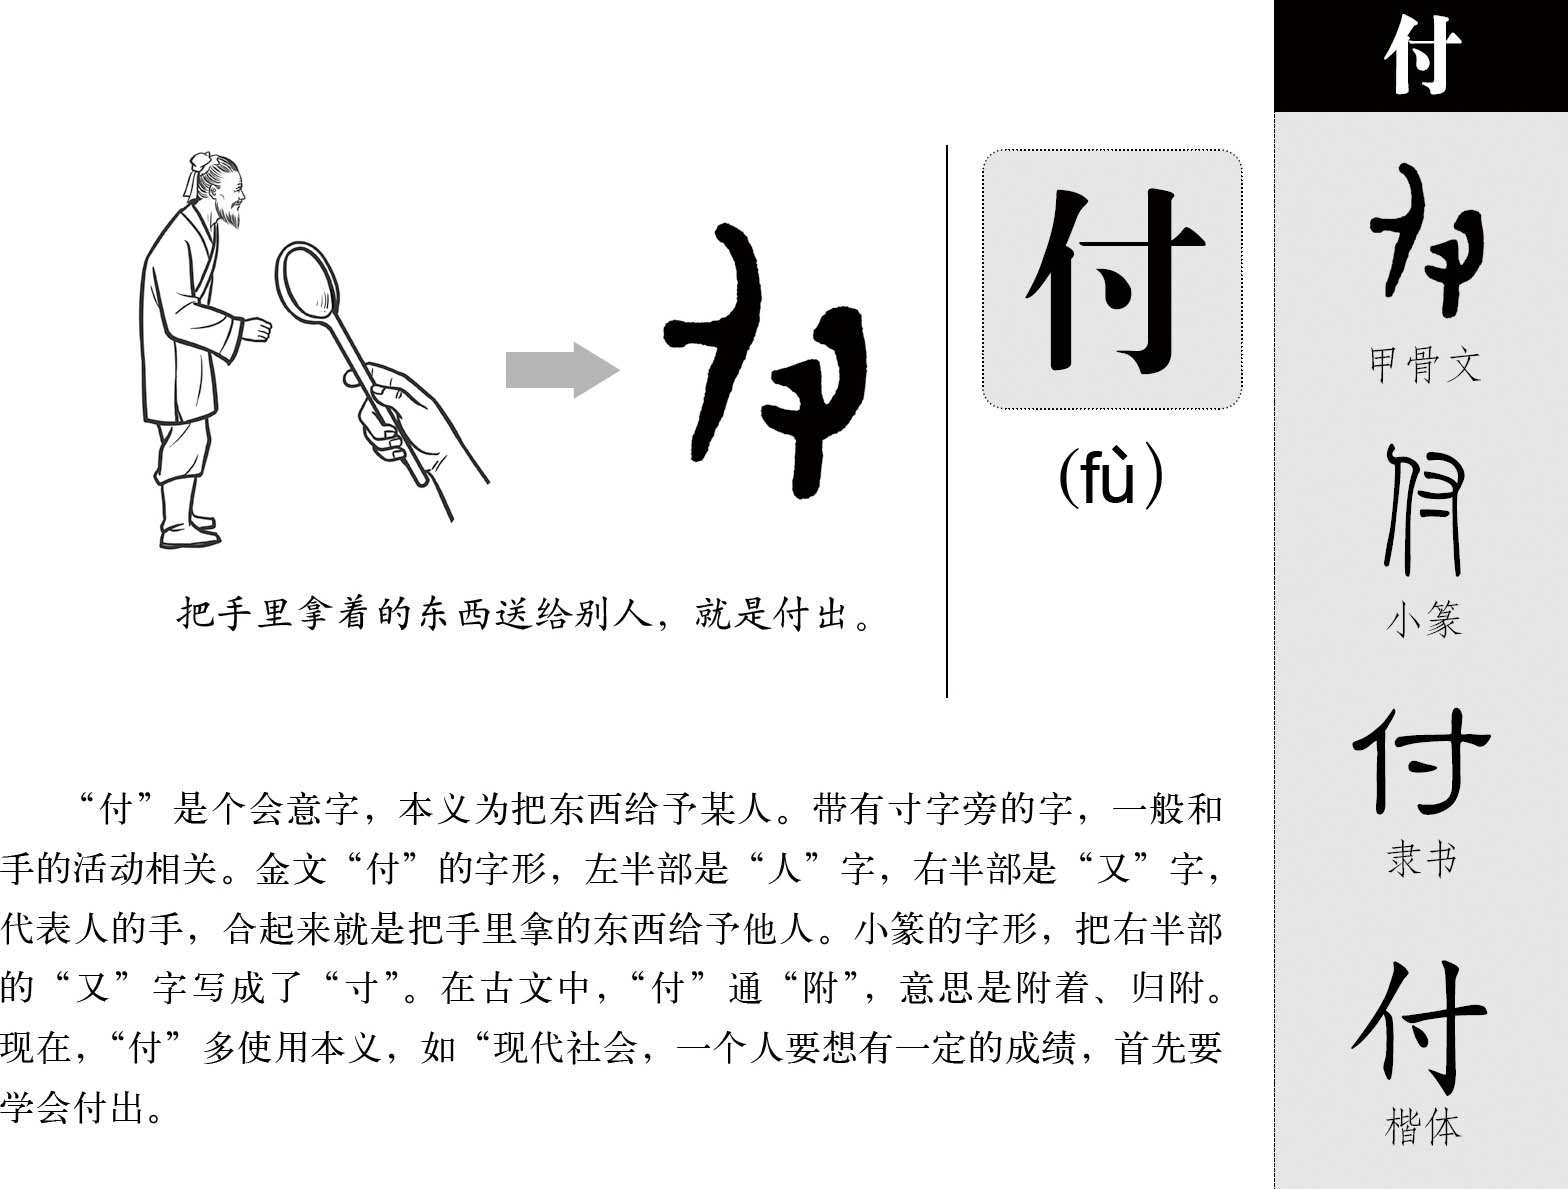 付
付
(fù)
把手里拿着的东西送给别人，就是付出。
“付”是个会意字，本义为把东西给予某人。带有寸字旁的字，一般和
手的活动相关。金文“付”的字形，左半部是“人”字，右半部是“又”字，
代表人的手，合起来就是把手里拿的东西给予他人。小篆的字形，把右半部
的“又”字写成了“寸”。在古文中，“付”通“附”，意思是附着、归附。
现在，“付”多使用本义，如“现代社会，一个人要想有一定的成绩，首先要
学会付出。
付
甲骨文
付
小篆
付
隶书
付
楷体